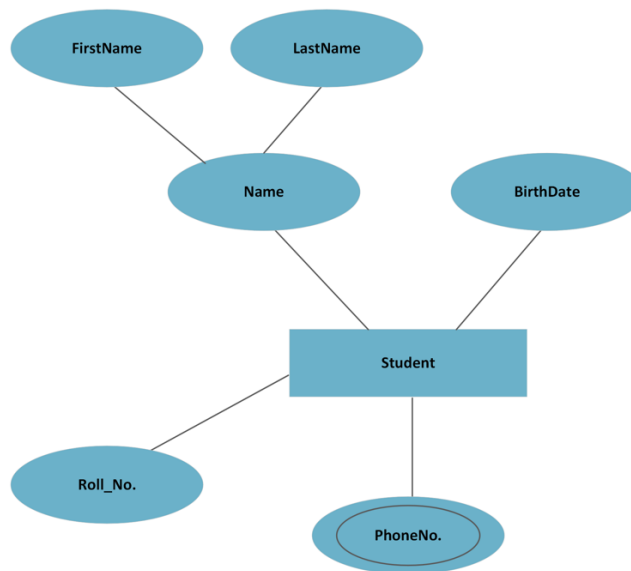 FirstName
LastName
Name
BirthDate
Student
Roll_No.
PhoneNo.